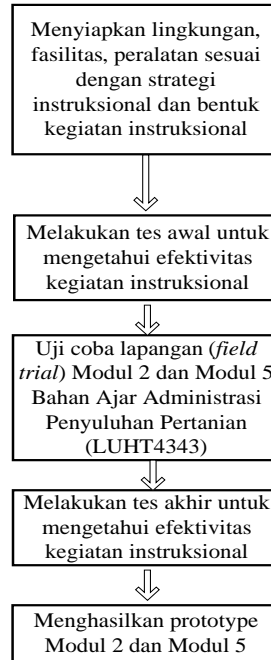 Menyiapkan lingkungan,
fasilitas, peralatan sesuai
dengan strategi
instruksional dan bentuk
kegiatan instruksional
Melakukan tes awal untuk
mengetahui efektivitas
kegiatan instruksional
Uji coba lapangan (field
trial) Modul 2 dan Modul 5
Bahan Ajar Administrasi
Penyuluhan Pertanian
(LUHT4343)
Melakukan tes akhir untuk
mengetahui efektivitas
kegiatan instruksional
Menghasilkan prototype
Modul 2 dan Modul 5